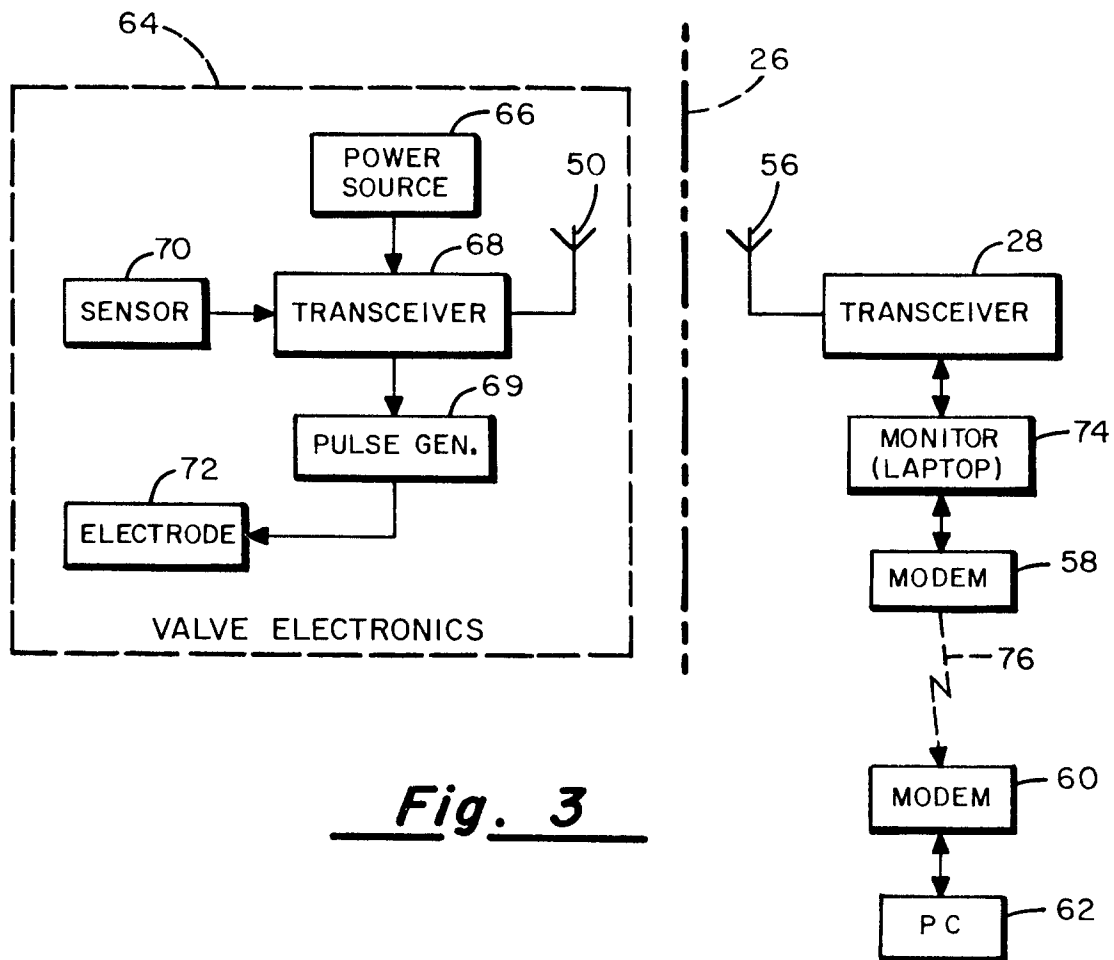 64
26
66
POWER
SOURCE
50
56
70
68
28
SENSOR
TRANSCEIVER
TRANSCEIVER
69
PULSE GEN.
MONITOR
(LAPTOP)
74
72
ELECTRODE
MODEM
58
VALVE ELECTRONICS
76
Fig. 3
MODEM
60
PC
62